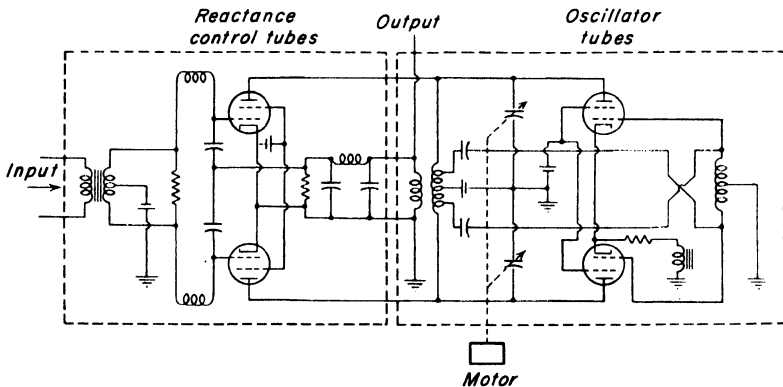 Reactance
control tubes
Output
Oscillator
tubes
Input
Motor